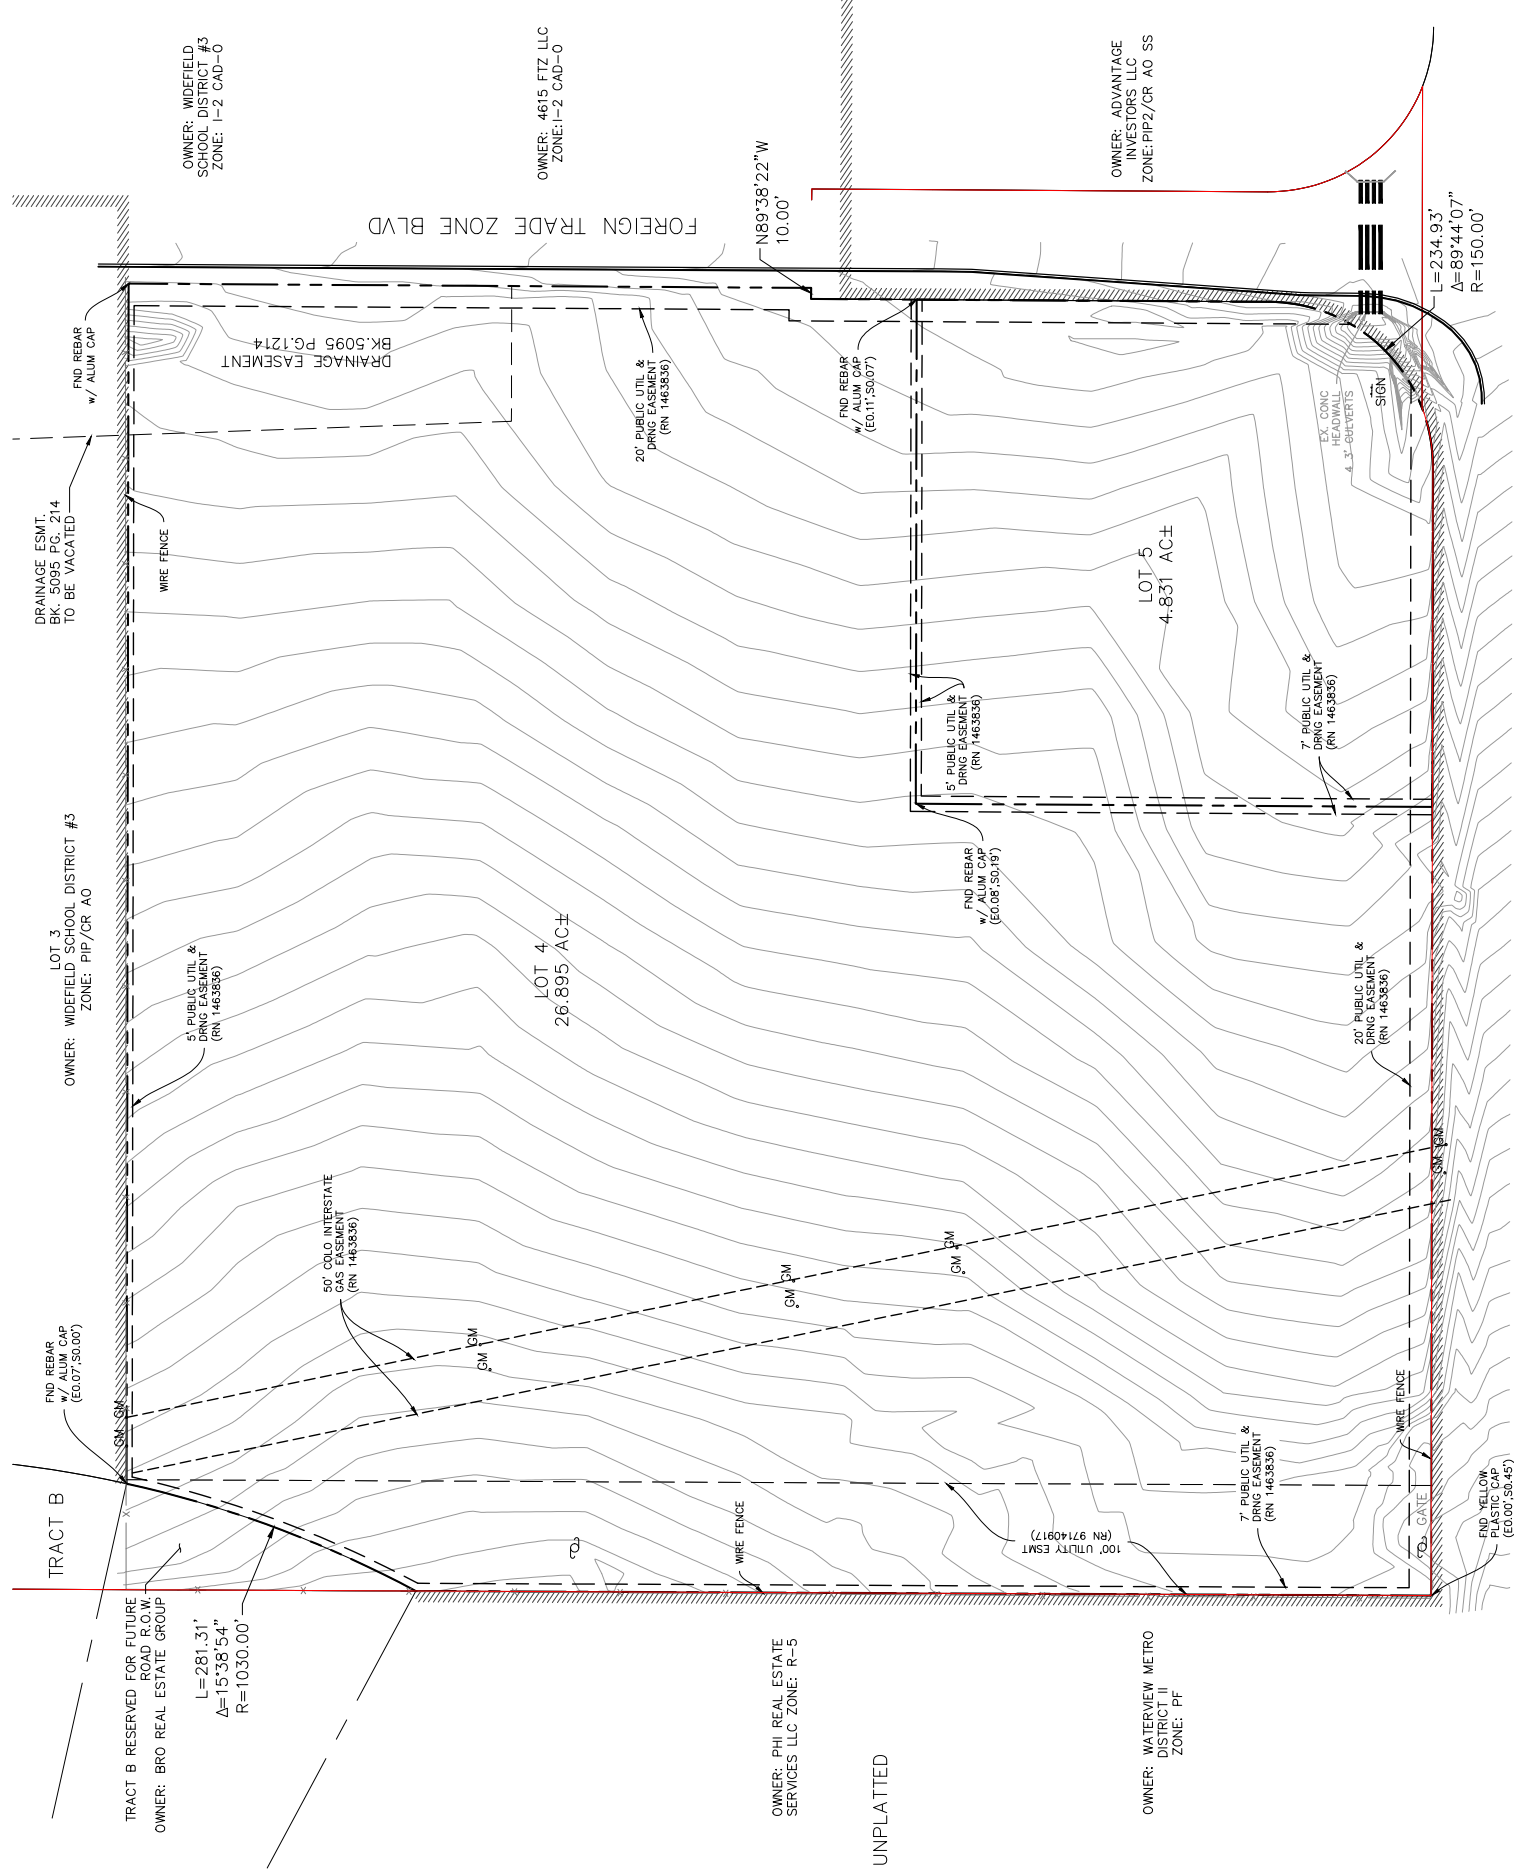 OWNER: WIDEFIELD
SCHOOL DISTRICT #3
ZONE: I-2 CAD-O
OWNER: 4615 FTZ LLC
ZONE:I-2 CAD-O
OWNER: ADVANTAGE
INVESTORS LLC
ZONE: PIP2/CR AO SS
FOREIGN TRADE ZONE BLVD
N89°38'22"W
10.00'
L=234.93'
Δ=89°44'07"
R=150.00'
FND REBAR
w/ ALUM CAP
DRAINAGE EASEMENT
BK.5095 PG.1214
20' PUBLIC UTIL &
DRNG EASEMENT
(RN 1463836)
FND REBAR
w/ ALUM CAP
(E0.11',S0.07')
EX. CONC
HEADWALL
4 3' CULVERTS
SIGN
DRAINAGE ESMT.
BK. 5095 PG. 214
TO BE VACATED
WIRE FENCE
LOT 5
4.831 AC±
5' PUBLIC UTIL &
DRNG EASEMENT
(RN 1463836)
7' PUBLIC UTIL &
DRNG EASEMENT
(RN 1463836)
FND REBAR
w/ ALUM CAP
(E0.08',S0.19')
LOT 3
OWNER: WIDEFIELD SCHOOL DISTRICT #3
ZONE: PIP/CR AO
5' PUBLIC UTIL &
DRNG EASEMENT
(RN 1463836)
LOT 4
26.895 AC±
20' PUBLIC UTIL &
DRNG EASEMENT
(RN 1463836)
50' COLO INTERSTATE
GAS EASEMENT
(RN 1463836)
GM
GM
GM
GM
GM
GM
GM
GM
GM
GM
FND REBAR
w/ ALUM CAP
(E0.07',S0.00')
TRACT B
WIRE FENCE
100' UTILITY ESMT
(RN 97140917)
7' PUBLIC UTIL &
DRNG EASEMENT
(RN 1463836)
WIRE FENCE
GATE
FND YELLOW
PLASTIC CAP
(E0.00',S0.45')
TRACT B RESERVED FOR FUTURE
ROAD R.O.W.
OWNER: BRO REAL ESTATE GROUP
L=281.31'
Δ=15°38'54"
R=1030.00'
OWNER: PHI REAL ESTATE
SERVICES LLC ZONE: R-5
UNPLATTED
OWNER: WATERVIEW METRO
DISTRICT II
ZONE: PF